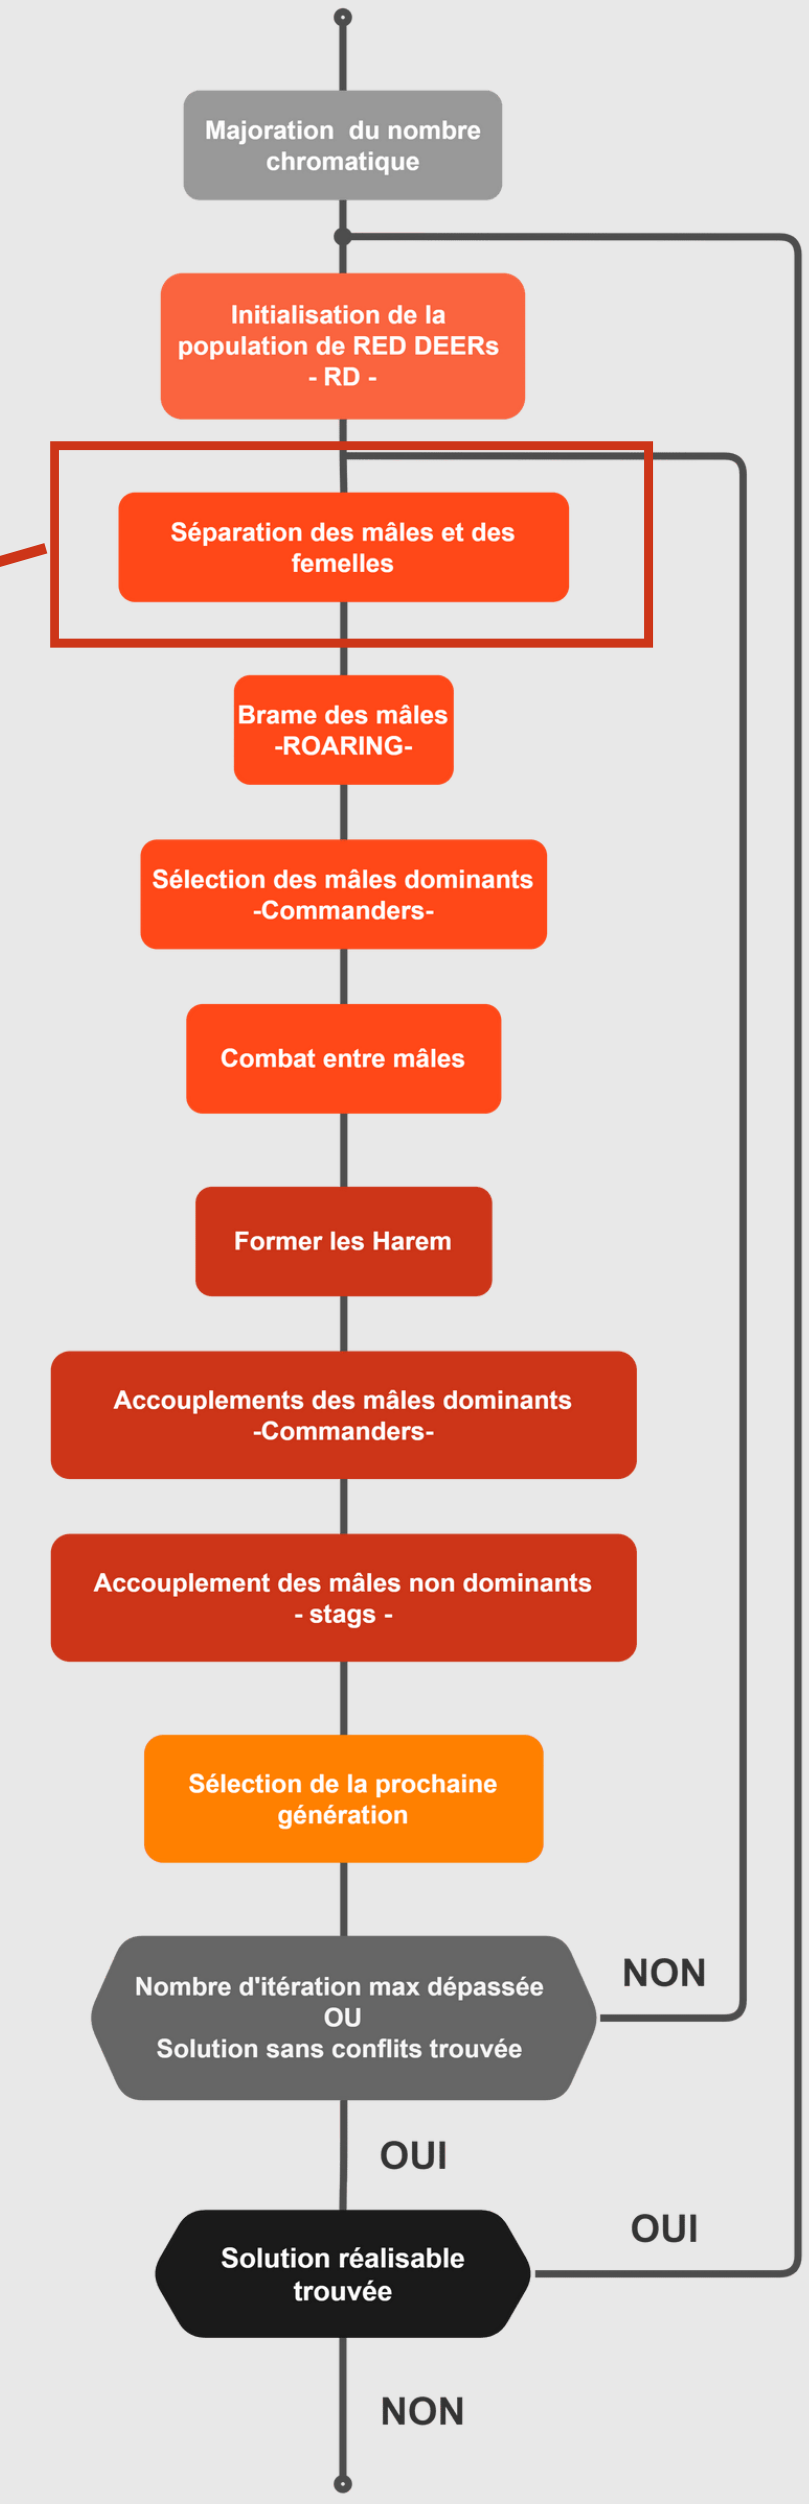 Majoration du nombre
chromatique
Initialisation de la
population de RED DEERs
- RD -
Séparation des mâles et des
femelles
Brame des mâles
-ROARING-
Sélection des mâles dominants
-Commanders-
Combat entre mâles
Former les Harem
Accouplements des mâles dominants
-Commanders-
Accouplement des mâles non dominants
- stags -
Sélection de la prochaine
génération
Nombre d'itération max dépassée
OU
Solution sans conflits trouvée
NON
OUI
Solution réalisable
trouvée
OUI
NON